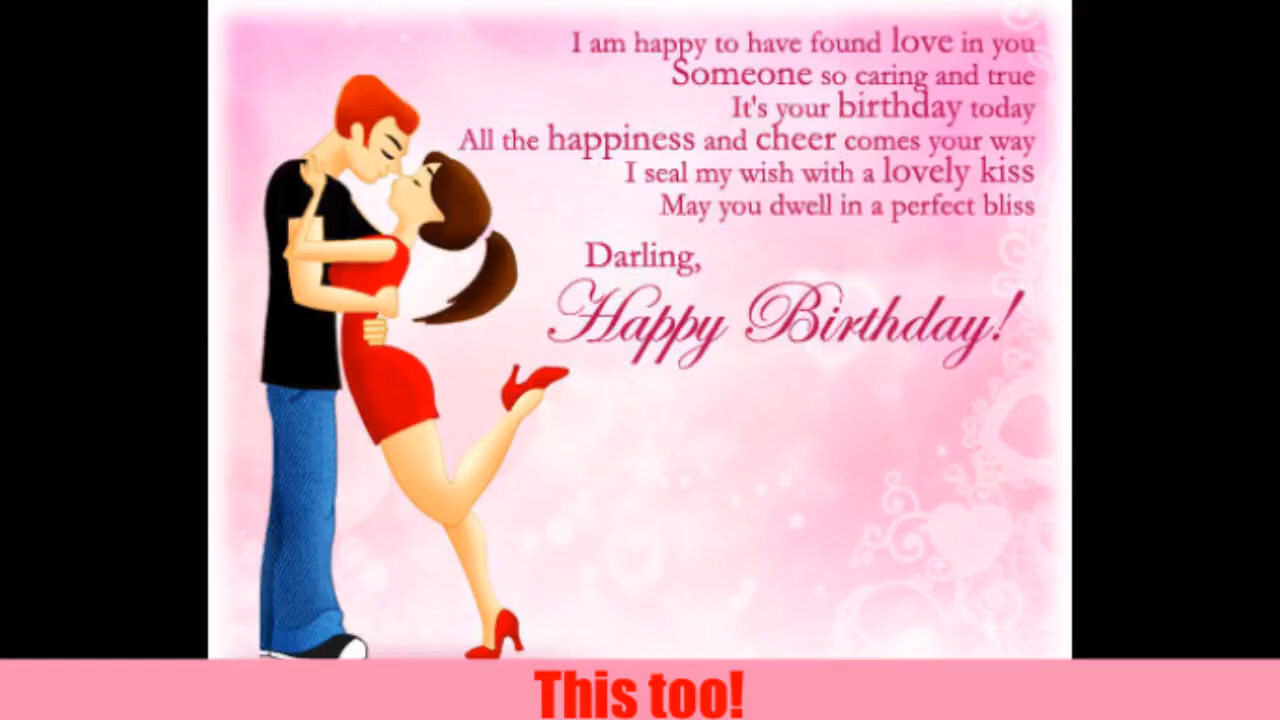 I am happy to have found love in you
Someone so caring and true
It's your birthday today
All the happiness and cheer comes your way
I seal my wish with a lovely kiss
May you dwell in a perfect bliss
Darling,
Happy Birthday!
This too!